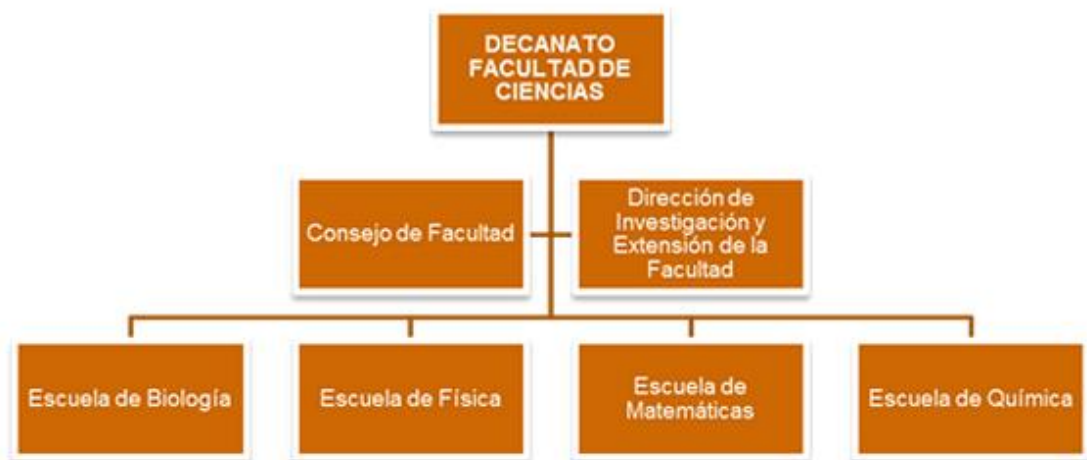 DECANATO
FACULTAD DE
CIENCIAS
Consejo de Facultad
Dirección de
Investigación y
Extensión de la
Facultad
Escuela de Biología
Escuela de Física
Escuela de
Matemáticas
Escuela de Química